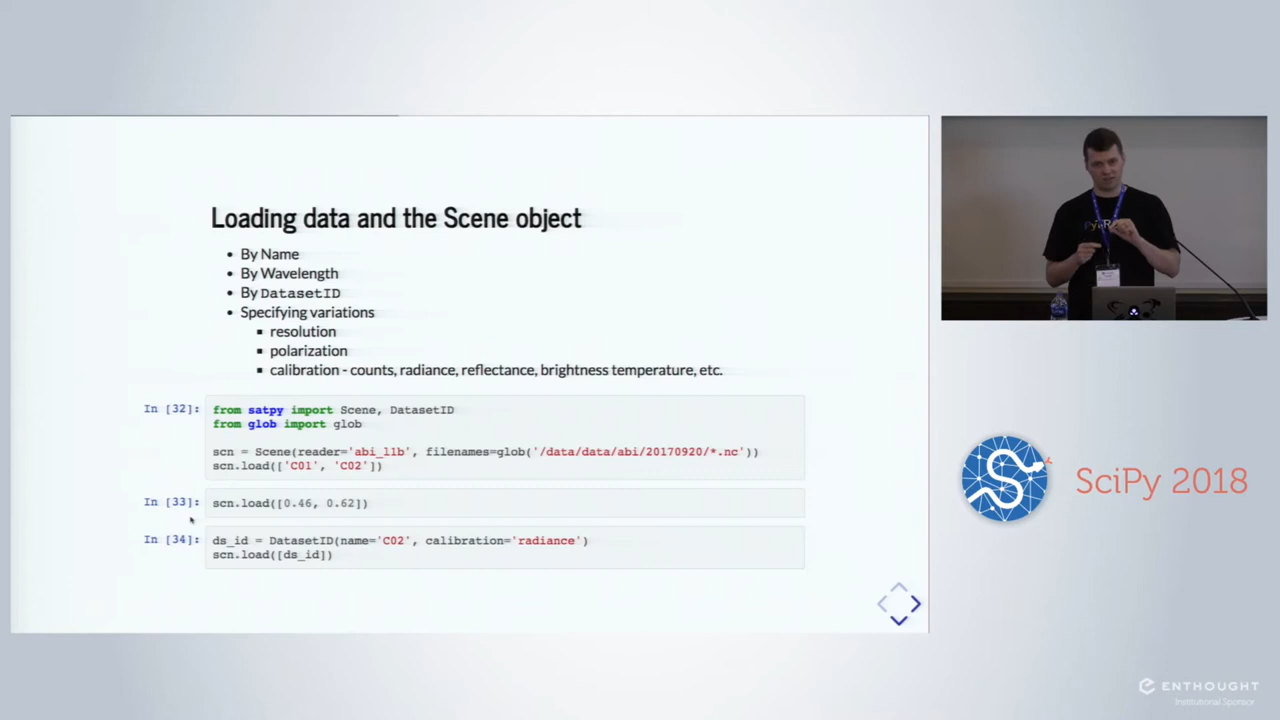 Loading data and the Scene object
• By Name
• By Wavelength
• By DatasetID
• Specifying variations
▪ resolution
▪ polarization
▪ calibration - counts, radiance, reflectance, brightness temperature, etc.
In [32]:
from satpy import Scene, DatasetID
from glob import glob
scn = Scene(reader='abi_l1b', filenames=glob('/data/data/abi/20170920/*.nc'))
scn.load(['C01', 'C02'])
In [33]:
scn.load([0.46, 0.62])
In [34]:
ds_id = DatasetID(name='C02', calibration='radiance')
scn.load([ds_id])
SciPy 2018
ENTHOUGHT
Institutional Sponsor